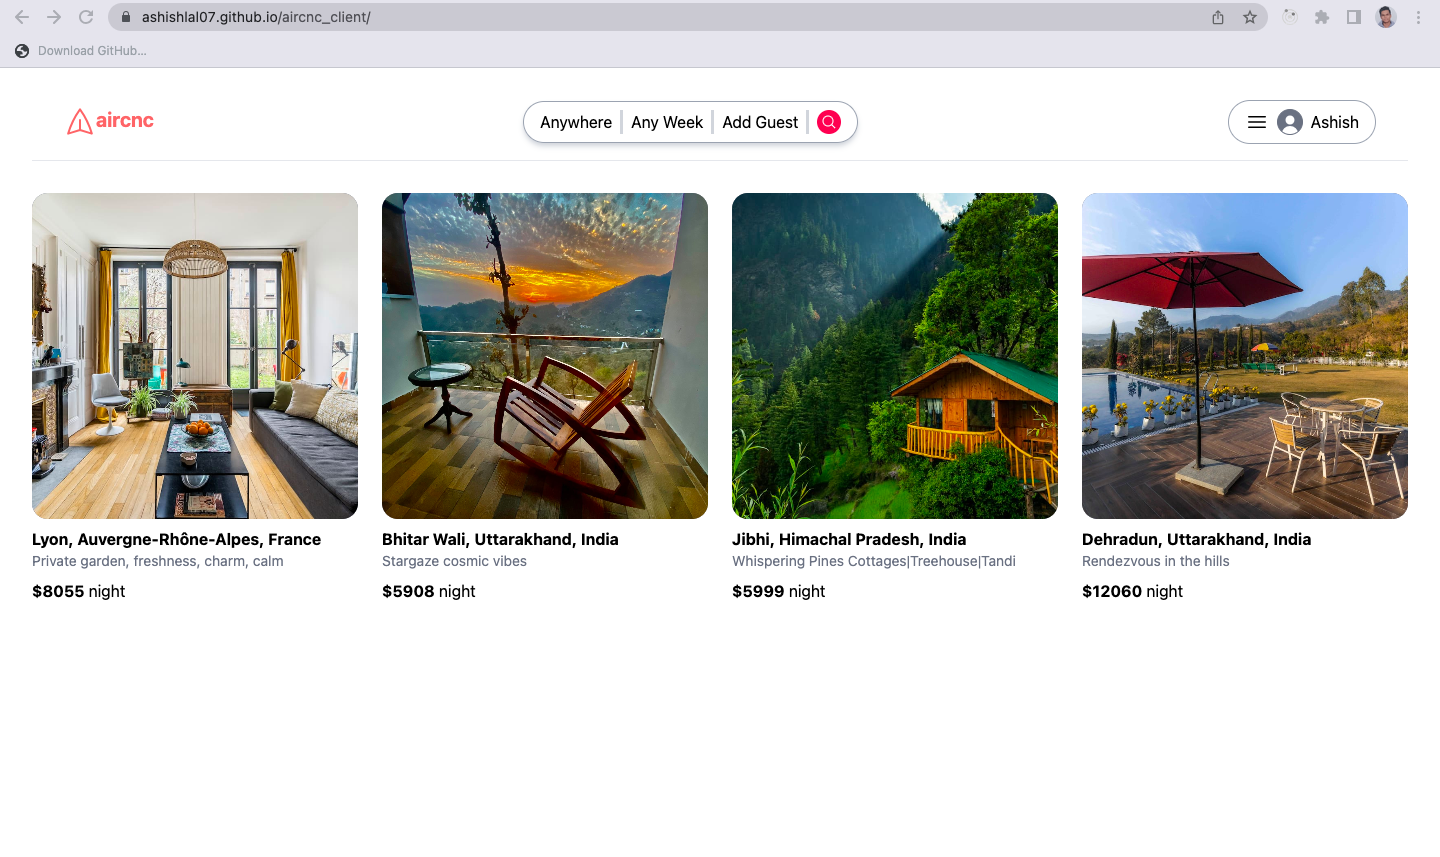 ashishlal07.github.io/aircnc_client/
Download GitHub...
aircnc
Anywhere
Any Week
Add Guest
Ashish
Lyon, Auvergne-Rhône-Alpes, France
Private garden, freshness, charm, calm
$8055 night
Bhitar Wali, Uttarakhand, India
Stargaze cosmic vibes
$5908 night
Jibhi, Himachal Pradesh, India
Whispering Pines Cottages|Treehouse|Tandi
$5999 night
Dehradun, Uttarakhand, India
Rendezvous in the hills
$12060 night